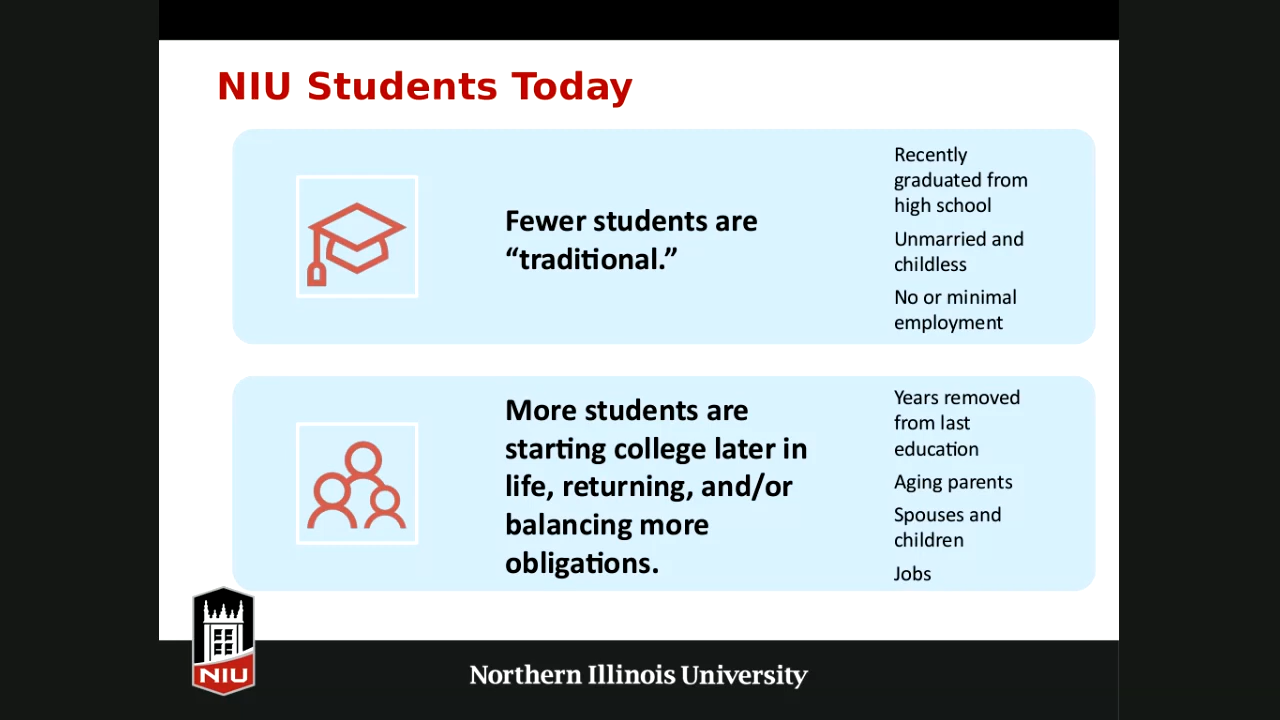 NIU Students Today
Fewer students are
“traditional.”
Recently
graduated from
high school
Unmarried and
childless
No or minimal
employment
More students are
starting college later in
life, returning, and/or
balancing more
obligations.
Years removed
from last
education
Aging parents
Spouses and
children
Jobs
NIU
Northern Illinois University